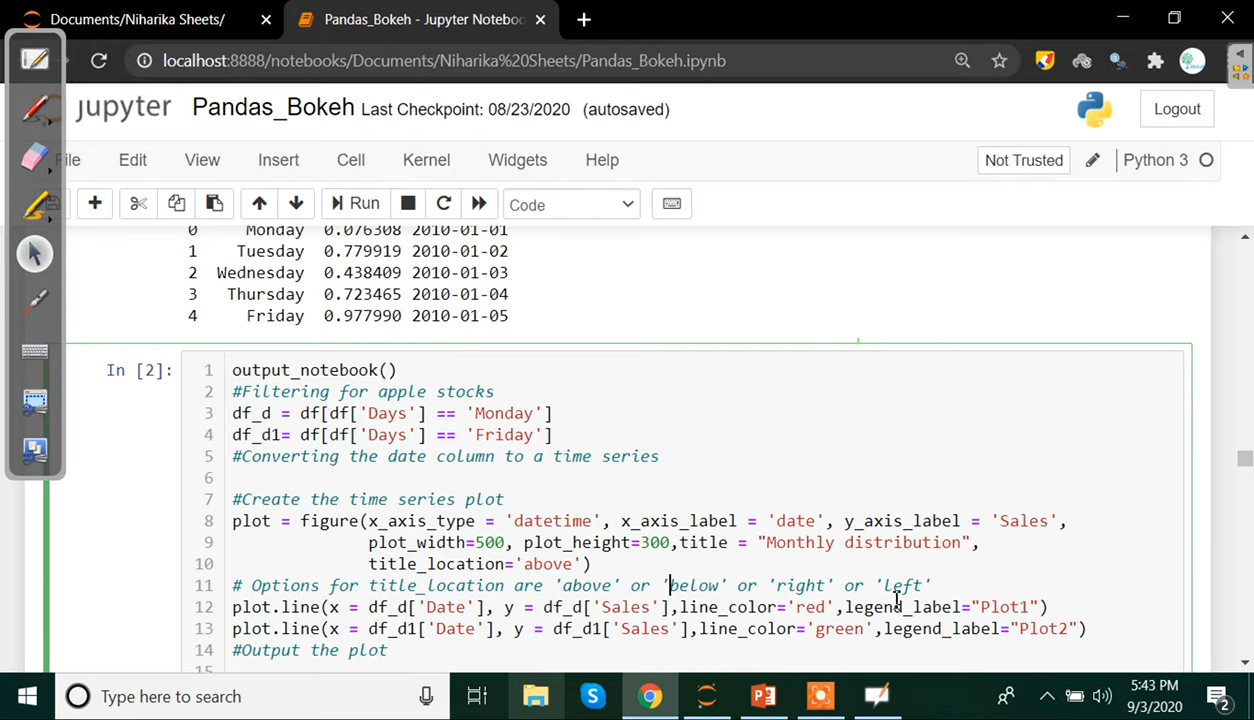 Documents/Niharika Sheets/
Pandas_Bokeh - Jupyter Noteboo
localhost:8888/notebooks/Documents/Niharika%20Sheets/Pandas_Bokeh.ipynb
jupyter Pandas_Bokeh Last Checkpoint: 08/23/2020 (autosaved)
Logout
File Edit View Insert Cell Kernel Widgets Help
Not Trusted
Python 3
Run
Code
0 Monday 0.076308 2010-01-01
1 Tuesday 0.779919 2010-01-02
2 Wednesday 0.438409 2010-01-03
3 Thursday 0.723465 2010-01-04
4 Friday 0.977990 2010-01-05
In [2]:
1 output_notebook()
2 #Filtering for apple stocks
3 df_d = df[df['Days'] == 'Monday']
4 df_d1= df[df['Days'] == 'Friday']
5 #Converting the date column to a time series
6
7 #Create the time series plot
8 plot = figure(x_axis_type = 'datetime', x_axis_label = 'date', y_axis_label = 'Sales',
9 plot_width=500, plot_height=300,title = "Monthly distribution",
10 title_location='above')
11 # Options for title_location are 'above' or 'below' or 'right' or 'left'
12 plot.line(x = df_d['Date'], y = df_d['Sales'],line_color='red',legend_label="Plot1")
13 plot.line(x = df_d1['Date'], y = df_d1['Sales'],line_color='green',legend_label="Plot2")
14 #Output the plot
15
Type here to search
5:43 PM
9/3/2020
2